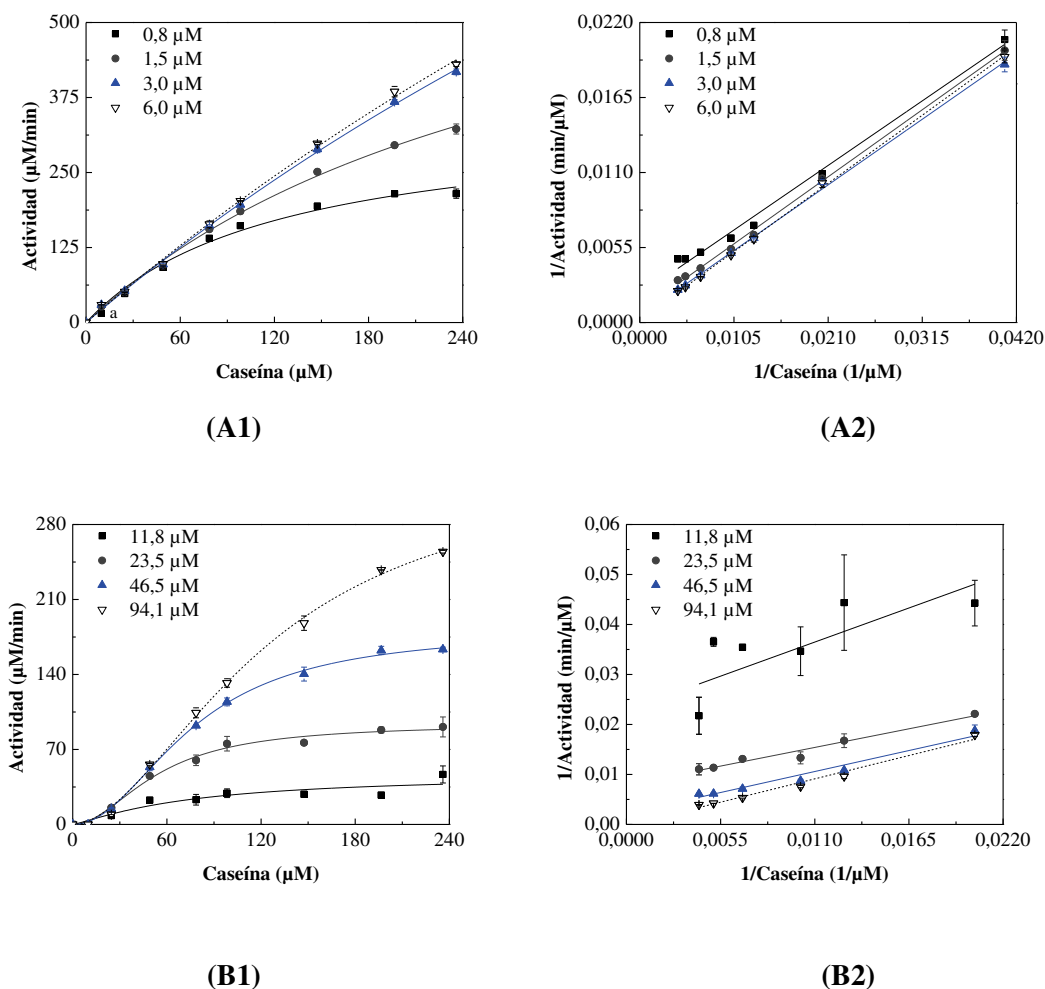 500
375
250
125
0
0,8 µM
1,5 µM
3,0 µM
6,0 µM
a
0 60 120 180 240
Actividad (µM/min)
Caseína (µM)
(A1)
0,0220
0,0165
0,0110
0,0055
0,0000
0,8 µM
1,5 µM
3,0 µM
6,0 µM
0,0000 0,0105 0,0210 0,0315 0,0420
1/Actividad (min/µM)
1/Caseína (1/µM)
(A2)
280
210
140
70
0
11,8 µM
23,5 µM
46,5 µM
94,1 µM
0 60 120 180 240
Actividad (µM/min)
Caseína (µM)
(B1)
0,06
0,05
0,04
0,03
0,02
0,01
0,00
11,8 µM
23,5 µM
46,5 µM
94,1 µM
0,0000 0,0055 0,0110 0,0165 0,0220
1/Actividad (min/µM)
1/Caseína (1/µM)
(B2)